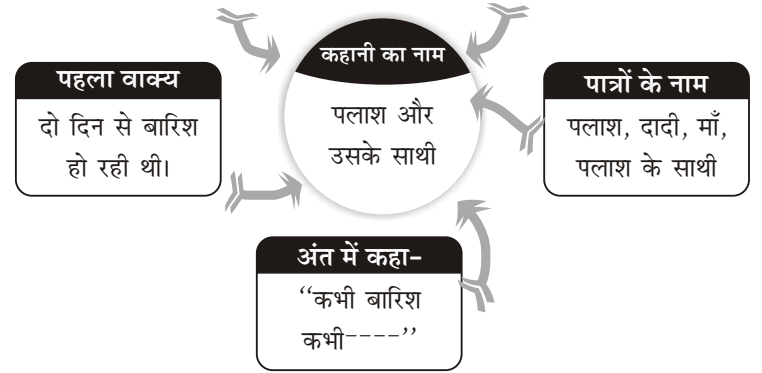 कहानी का नाम
पलाश और
उसके साथी
पहला वाक्य
दो दिन से बारिश
हो रही थी।
पात्रों के नाम
पलाश, दादी, माँ,
पलाश के साथी
अंत में कहा-
“कभी बारिश
कभी----”